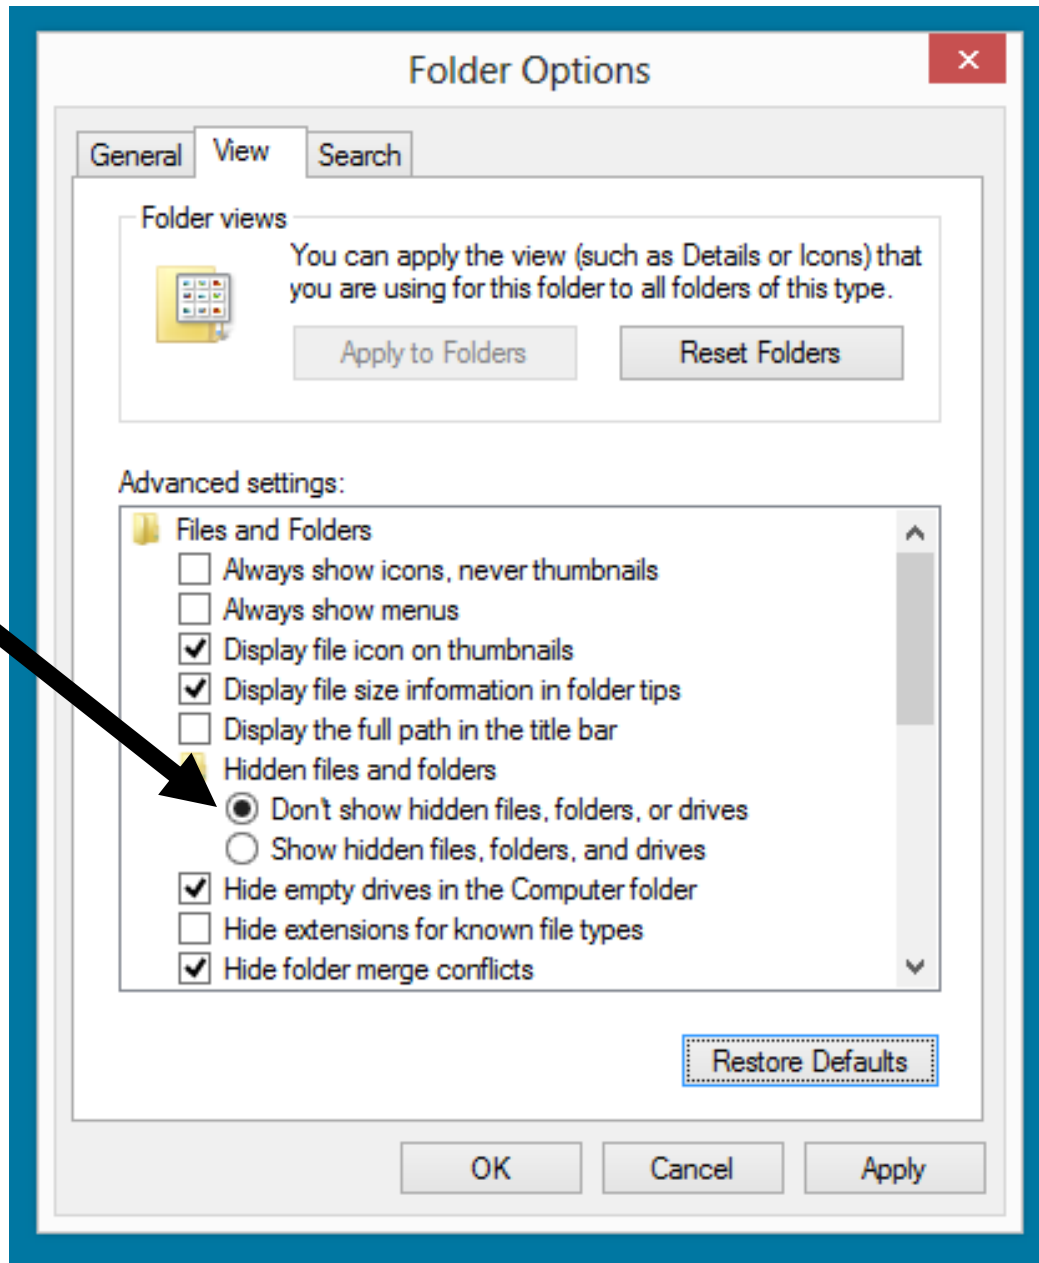 Folder Options
General
View
Search
Folder views
You can apply the view (such as Details or Icons) that
you are using for this folder to all folders of this type.
Apply to Folders
Reset Folders
Advanced settings:
Files and Folders
Always show icons, never thumbnails
Always show menus
Display file icon on thumbnails
Display file size information in folder tips
Display the full path in the title bar
Hidden files and folders
Don't show hidden files, folders, or drives
Show hidden files, folders, and drives
Hide empty drives in the Computer folder
Hide extensions for known file types
Hide folder merge conflicts
Restore Defaults
OK
Cancel
Apply